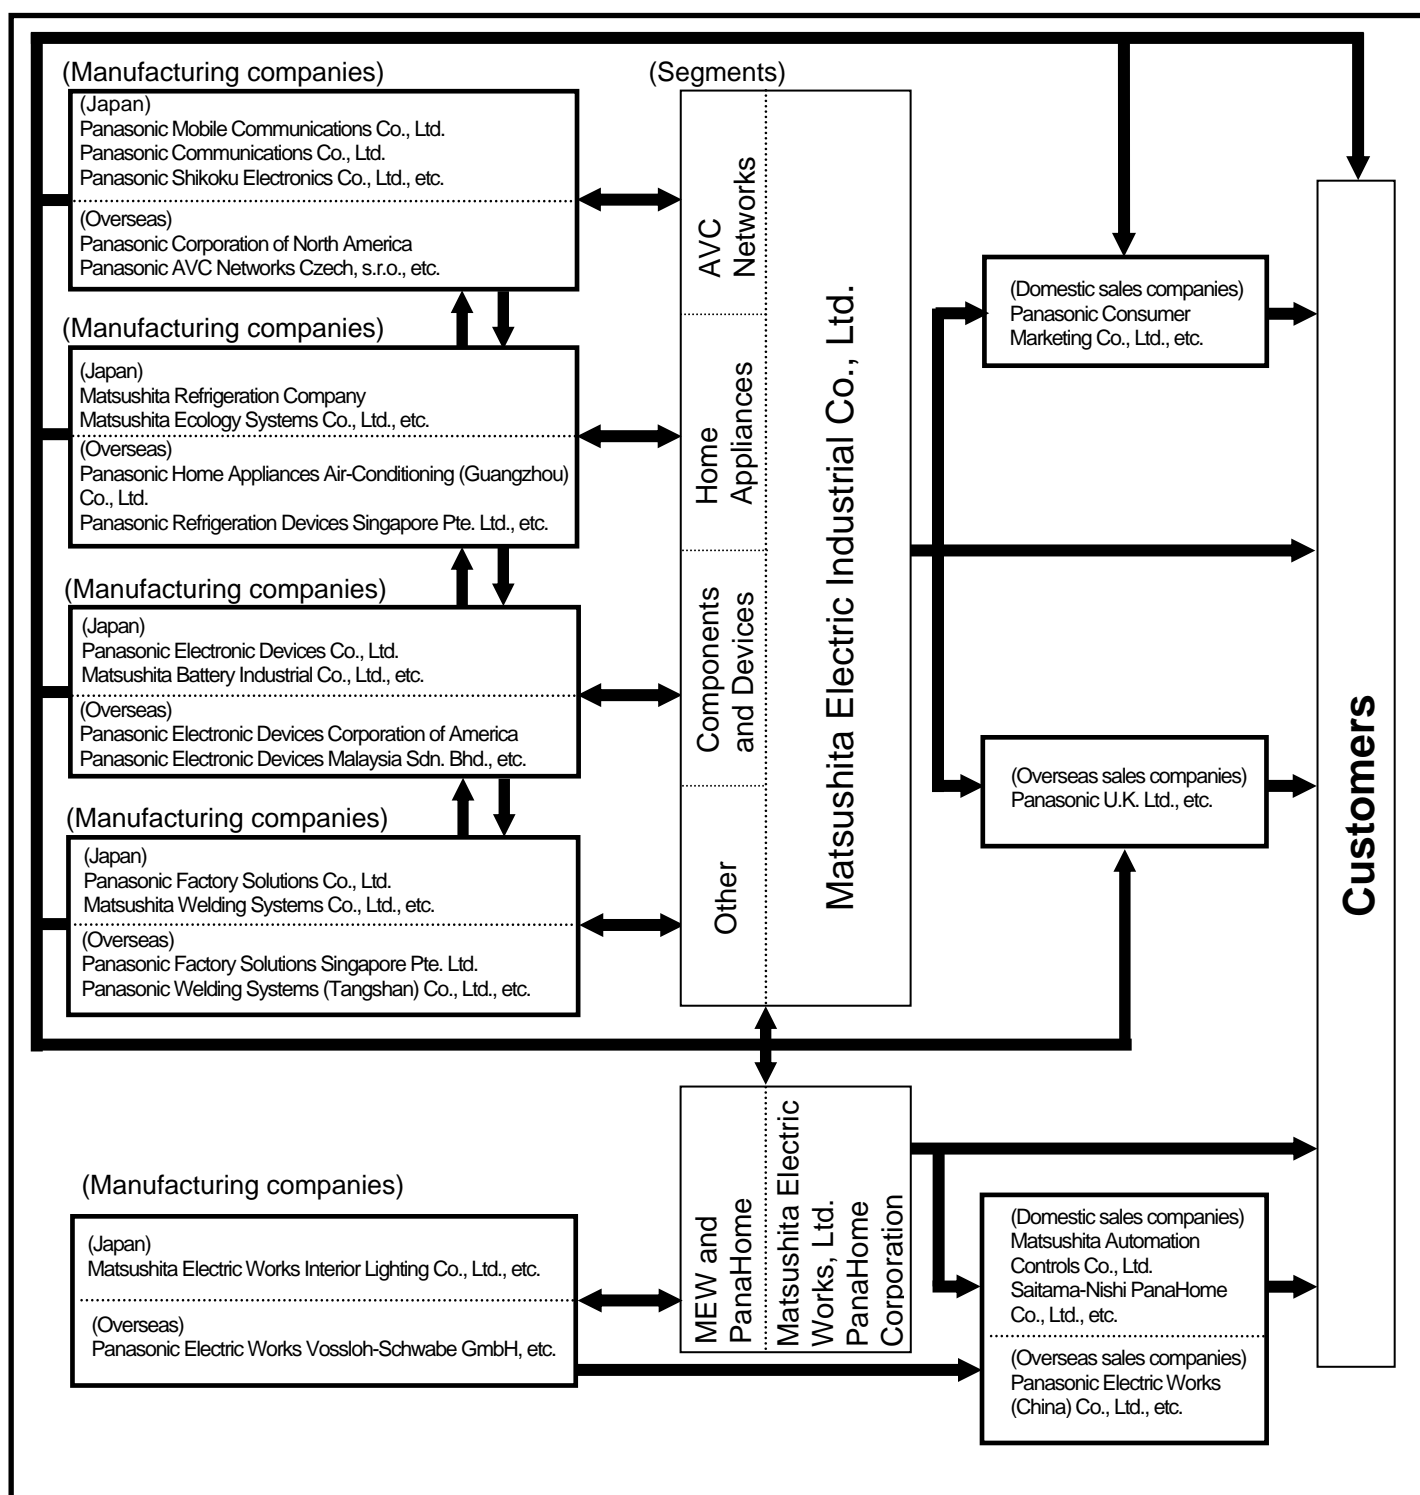 (Manufacturing companies)
(Japan)
Panasonic Mobile Communications Co., Ltd.
Panasonic Communications Co., Ltd.
Panasonic Shikoku Electronics Co., Ltd., etc.
(Overseas)
Panasonic Corporation of North America
Panasonic AVC Networks Czech, s.r.o., etc.
(Manufacturing companies)
(Japan)
Matsushita Refrigeration Company
Matsushita Ecology Systems Co., Ltd., etc.
(Overseas)
Panasonic Home Appliances Air-Conditioning (Guangzhou)
Co., Ltd.
Panasonic Refrigeration Devices Singapore Pte. Ltd., etc.
(Manufacturing companies)
(Japan)
Panasonic Electronic Devices Co., Ltd.
Matsushita Battery Industrial Co., Ltd., etc.
(Overseas)
Panasonic Electronic Devices Corporation of America
Panasonic Electronic Devices Malaysia Sdn. Bhd., etc.
(Manufacturing companies)
(Japan)
Panasonic Factory Solutions Co., Ltd.
Matsushita Welding Systems Co., Ltd., etc.
(Overseas)
Panasonic Factory Solutions Singapore Pte. Ltd.
Panasonic Welding Systems (Tangshan) Co., Ltd., etc.
(Segments)
AVC
Networks
Home
Appliances
Components
and Devices
Other
Matsushita Electric Industrial Co., Ltd.
(Domestic sales companies)
Panasonic Consumer
Marketing Co., Ltd., etc.
(Overseas sales companies)
Panasonic U.K. Ltd., etc.
Customers
(Manufacturing companies)
(Japan)
Matsushita Electric Works Interior Lighting Co., Ltd., etc.
(Overseas)
Panasonic Electric Works Vossloh-Schwabe GmbH, etc.
MEW and
PanaHome
Matsushita Electric
Works, Ltd.
PanaHome
Corporation
(Domestic sales companies)
Matsushita Automation
Controls Co., Ltd.
Saitama-Nishi PanaHome
Co., Ltd., etc.
(Overseas sales companies)
Panasonic Electric Works
(China) Co., Ltd., etc.